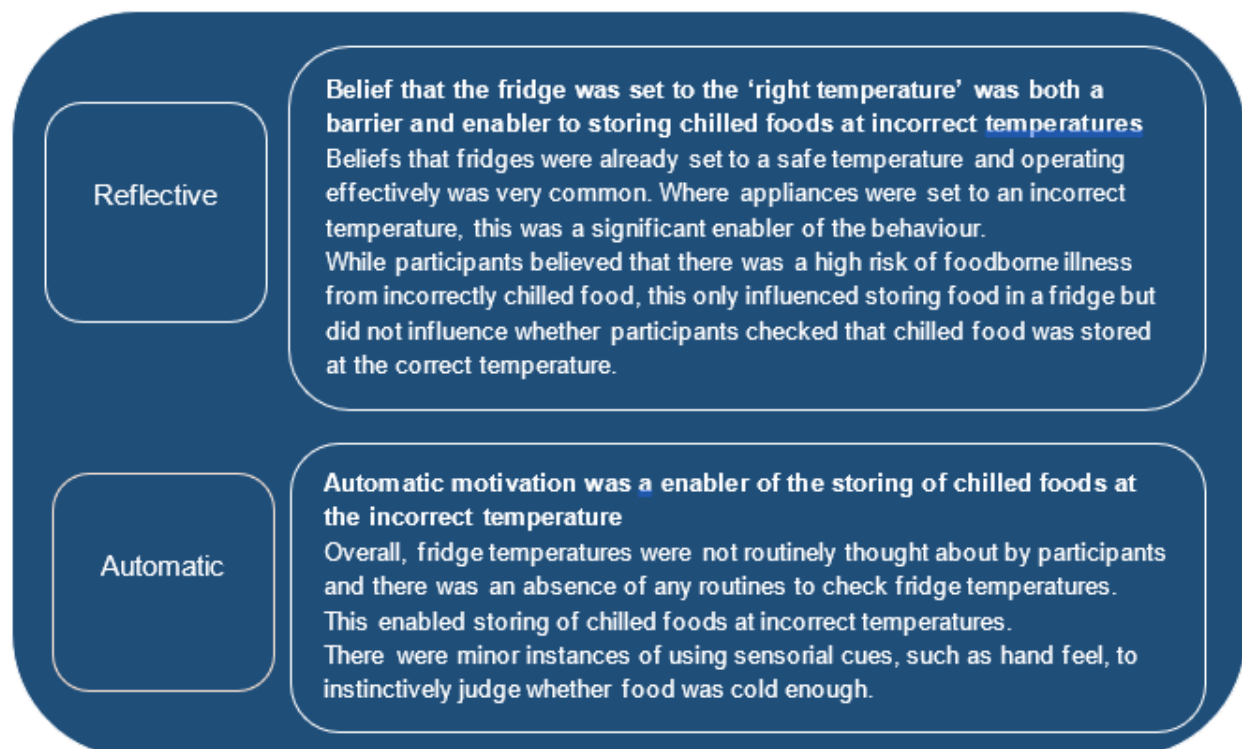 Reflective
Belief that the fridge was set to the ‘right temperature’ was both a
barrier and enabler to storing chilled foods at incorrect temperatures
Beliefs that fridges were already set to a safe temperature and operating
effectively was very common. Where appliances were set to an incorrect
temperature, this was a significant enabler of the behaviour.
While participants believed that there was a high risk of foodborne illness
from incorrectly chilled food, this only influenced storing food in a fridge but
did not influence whether participants checked that chilled food was stored
at the correct temperature.
Automatic
Automatic motivation was a enabler of the storing of chilled foods at
the incorrect temperature
Overall, fridge temperatures were not routinely thought about by participants
and there was an absence of any routines to check fridge temperatures.
This enabled storing of chilled foods at incorrect temperatures.
There were minor instances of using sensorial cues, such as hand feel, to
instinctively judge whether food was cold enough.